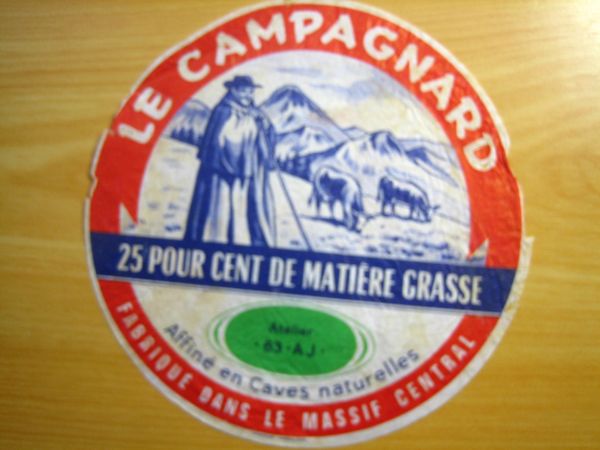 LE CAMPAGNARD
25 POUR CENT DE MATIÈRE GRASSE
Atelier
·63·A.J·
Affiné en Caves naturelles
FABRIQUÉ DANS LE MASSIF CENTRAL